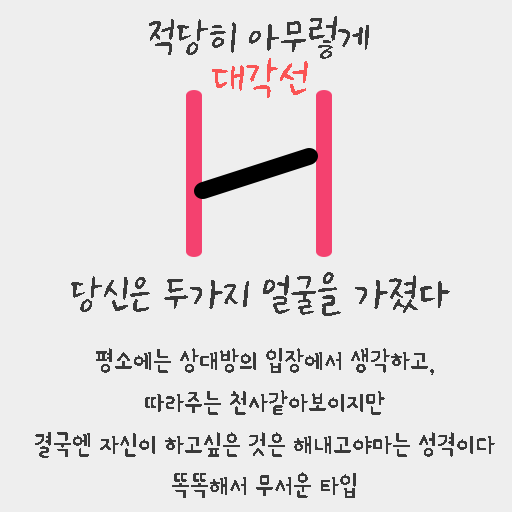 적당히 아무렇게
대각선
당신은 두가지 얼굴을 가졌다
평소에는 상대방의 입장에서 생각하고,
따라주는 천사같아보이지만
결국엔 자신이 하고싶은 것은 해내고야마는 성격이다
똑똑해서 무서운 타입